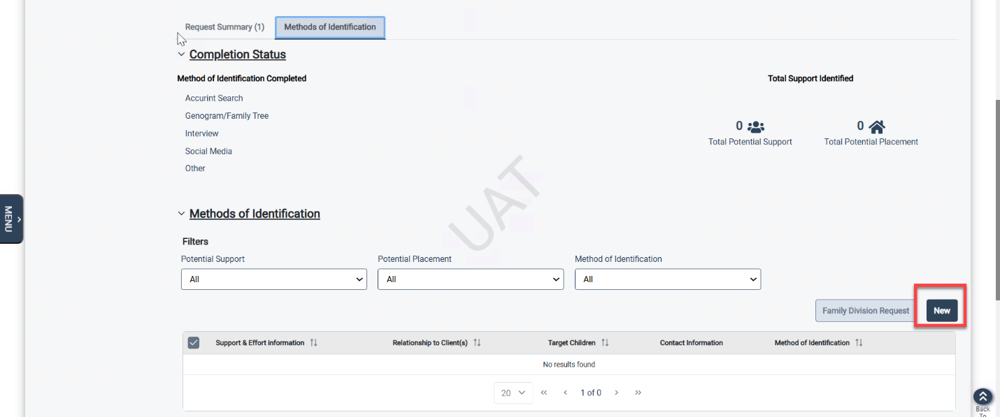 Request Summary (1) Methods of Identification
Completion Status
Method of Identification Completed Total Support Identified
Accurint Search
Genogram/Family Tree
Interview
Social Media
Other
0 0
Total Potential Support Total Potential Placement
UAT
MENU
Methods of Identification
Filters
Potential Support Potential Placement Method of Identification
All All All
Family Division Request New
Support & Effort information Relationship to Client(s) Target Children Contact Information Method of Identification
No results found
20 1 of 0
Back
To